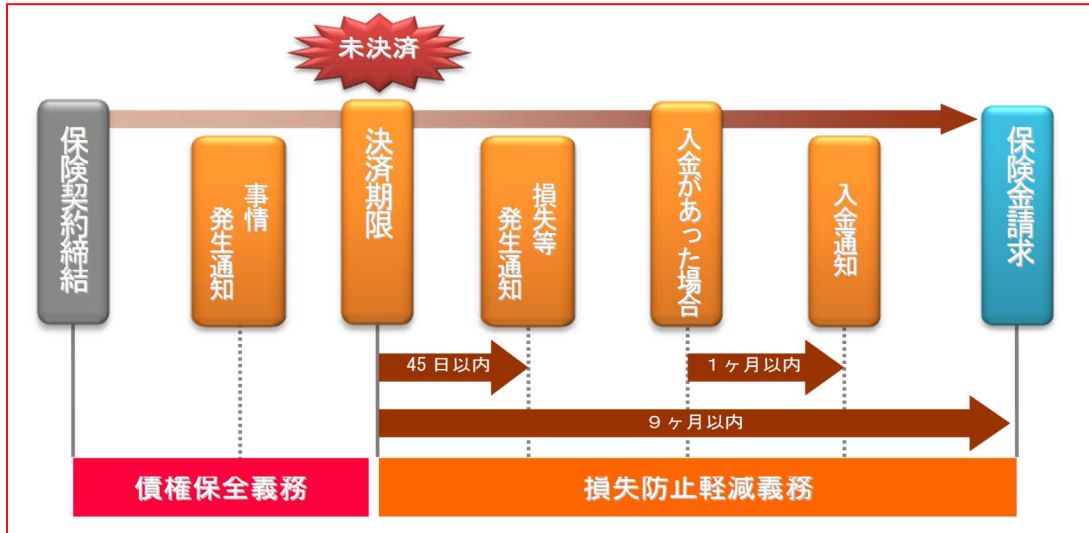 未決済
保険契約締結
事情
発生通知
決済期限
損失等
発生通知
入金があった場合
入金通知
保険金請求
45日以内
1ヶ月以内
9ヶ月以内
債権保全義務
損失防止軽減義務